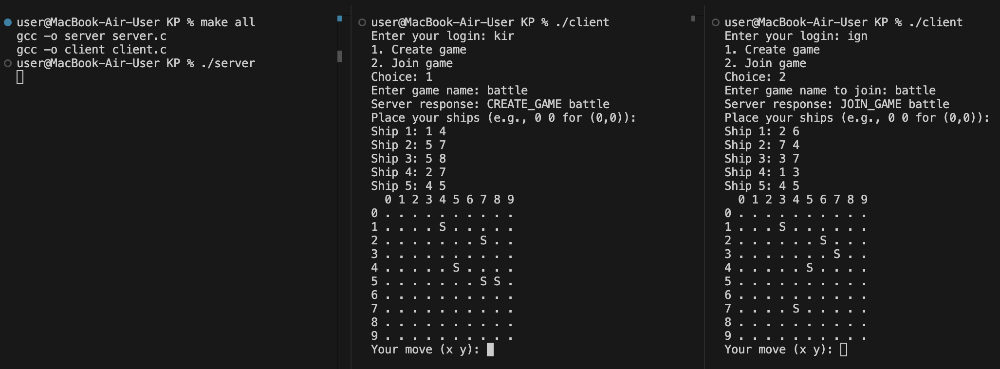 user@MacBook-Air-User KP % make all
gcc -o server server.c
gcc -o client client.c
user@MacBook-Air-User KP % ./server
user@MacBook-Air-User KP % ./client
Enter your login: kir
1. Create game
2. Join game
Choice: 1
Enter game name: battle
Server response: CREATE_GAME battle
Place your ships (e.g., 0 0 for (0,0)):
Ship 1: 1 4
Ship 2: 5 7
Ship 3: 5 8
Ship 4: 2 7
Ship 5: 4 5
  0 1 2 3 4 5 6 7 8 9
0 . . . . . . . . . .
1 . . . . S . . . . .
2 . . . . . . . S . .
3 . . . . . . . . . .
4 . . . . . S . . . .
5 . . . . . . . S S .
6 . . . . . . . . . .
7 . . . . . . . . . .
8 . . . . . . . . . .
9 . . . . . . . . . .
Your move (x y):
user@MacBook-Air-User KP % ./client
Enter your login: ign
1. Create game
2. Join game
Choice: 2
Enter game name to join: battle
Server response: JOIN_GAME battle
Place your ships (e.g., 0 0 for (0,0)):
Ship 1: 2 6
Ship 2: 7 4
Ship 3: 3 7
Ship 4: 1 3
Ship 5: 4 5
  0 1 2 3 4 5 6 7 8 9
0 . . . . . . . . . .
1 . . . S . . . . . .
2 . . . . . . S . . .
3 . . . . . . . S . .
4 . . . . . S . . . .
5 . . . . . . . . . .
6 . . . . . . . . . .
7 . . . . S . . . . .
8 . . . . . . . . . .
9 . . . . . . . . . .
Your move (x y):